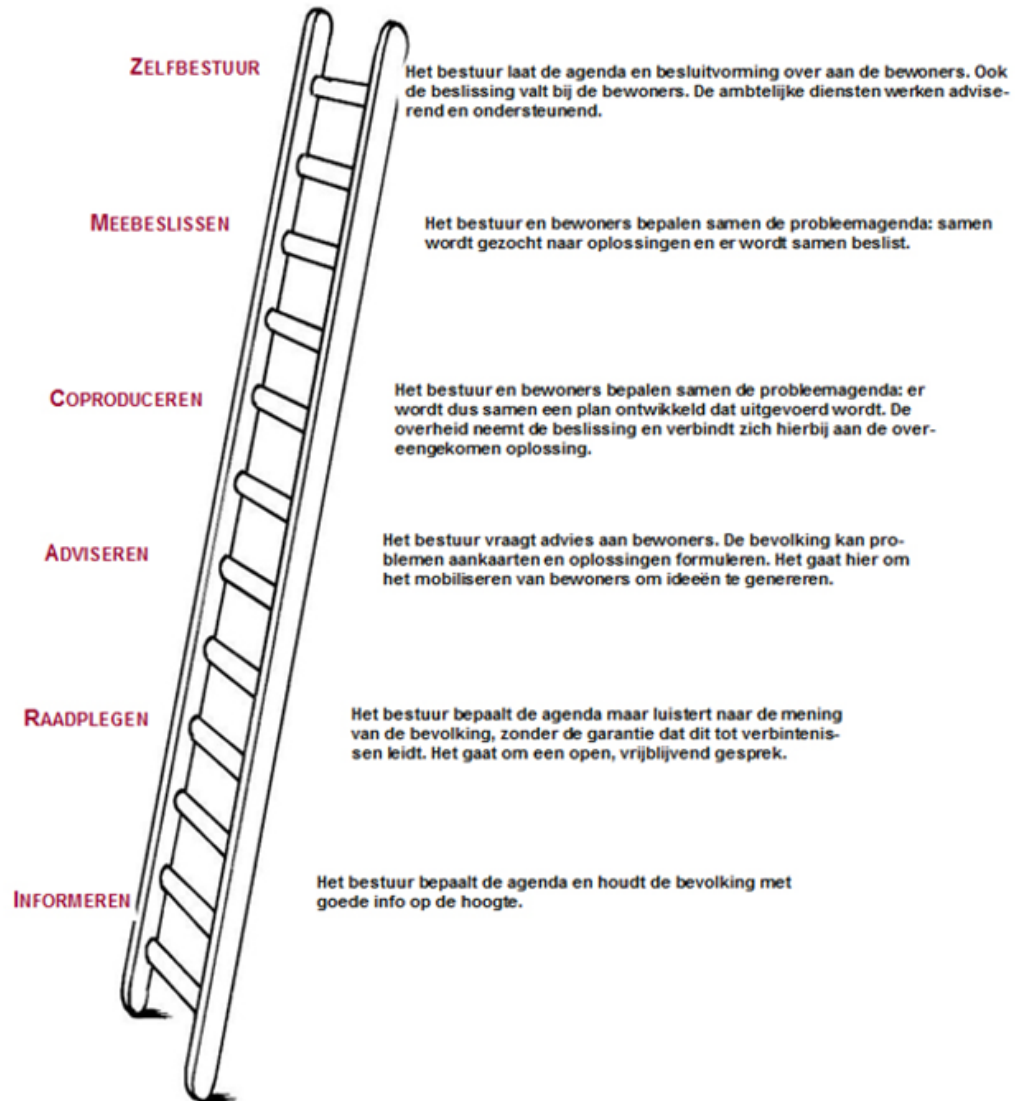 ZELFBESTUUR
Het bestuur laat de agenda en besluitvorming over aan de bewoners. Ook
de beslissing valt bij de bewoners. De ambtelijke diensten werken advise-
rend en ondersteunend.
MEEBESLISSEN
Het bestuur en bewoners bepalen samen de probleemagenda: samen
wordt gezocht naar oplossingen en er wordt samen beslist.
COPRODUCEREN
Het bestuur en bewoners bepalen samen de probleemagenda: er
wordt dus samen een plan ontwikkeld dat uitgevoerd wordt. De
overheid neemt de beslissing en verbindt zich hierbij aan de over-
eengekomen oplossing.
ADVISEREN
Het bestuur vraagt advies aan bewoners. De bevolking kan pro-
blemen aankaarten en oplossingen formuleren. Het gaat hier om
het mobiliseren van bewoners om ideeën te genereren.
RAADPLEGEN
Het bestuur bepaalt de agenda maar luistert naar de mening
van de bevolking, zonder de garantie dat dit tot verbintenis-
sen leidt. Het gaat om een open, vrijblijvend gesprek.
INFORMEREN
Het bestuur bepaalt de agenda en houdt de bevolking met
goede info op de hoogte.